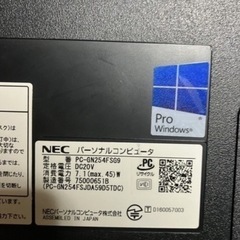 Pro
Windows®
NEC パーソナルコンピュータ
型番 PC-GN254FSG9
定格電圧 DC20V
消費電力 7.1(max. 45)W
製造番号 75000651B
(PC-GN254FSJDA59D5TDC)
PC
リサイクル
NECパーソナルコンピュータ株式会社
ASSEMBLED IN JAPAN
D160057003